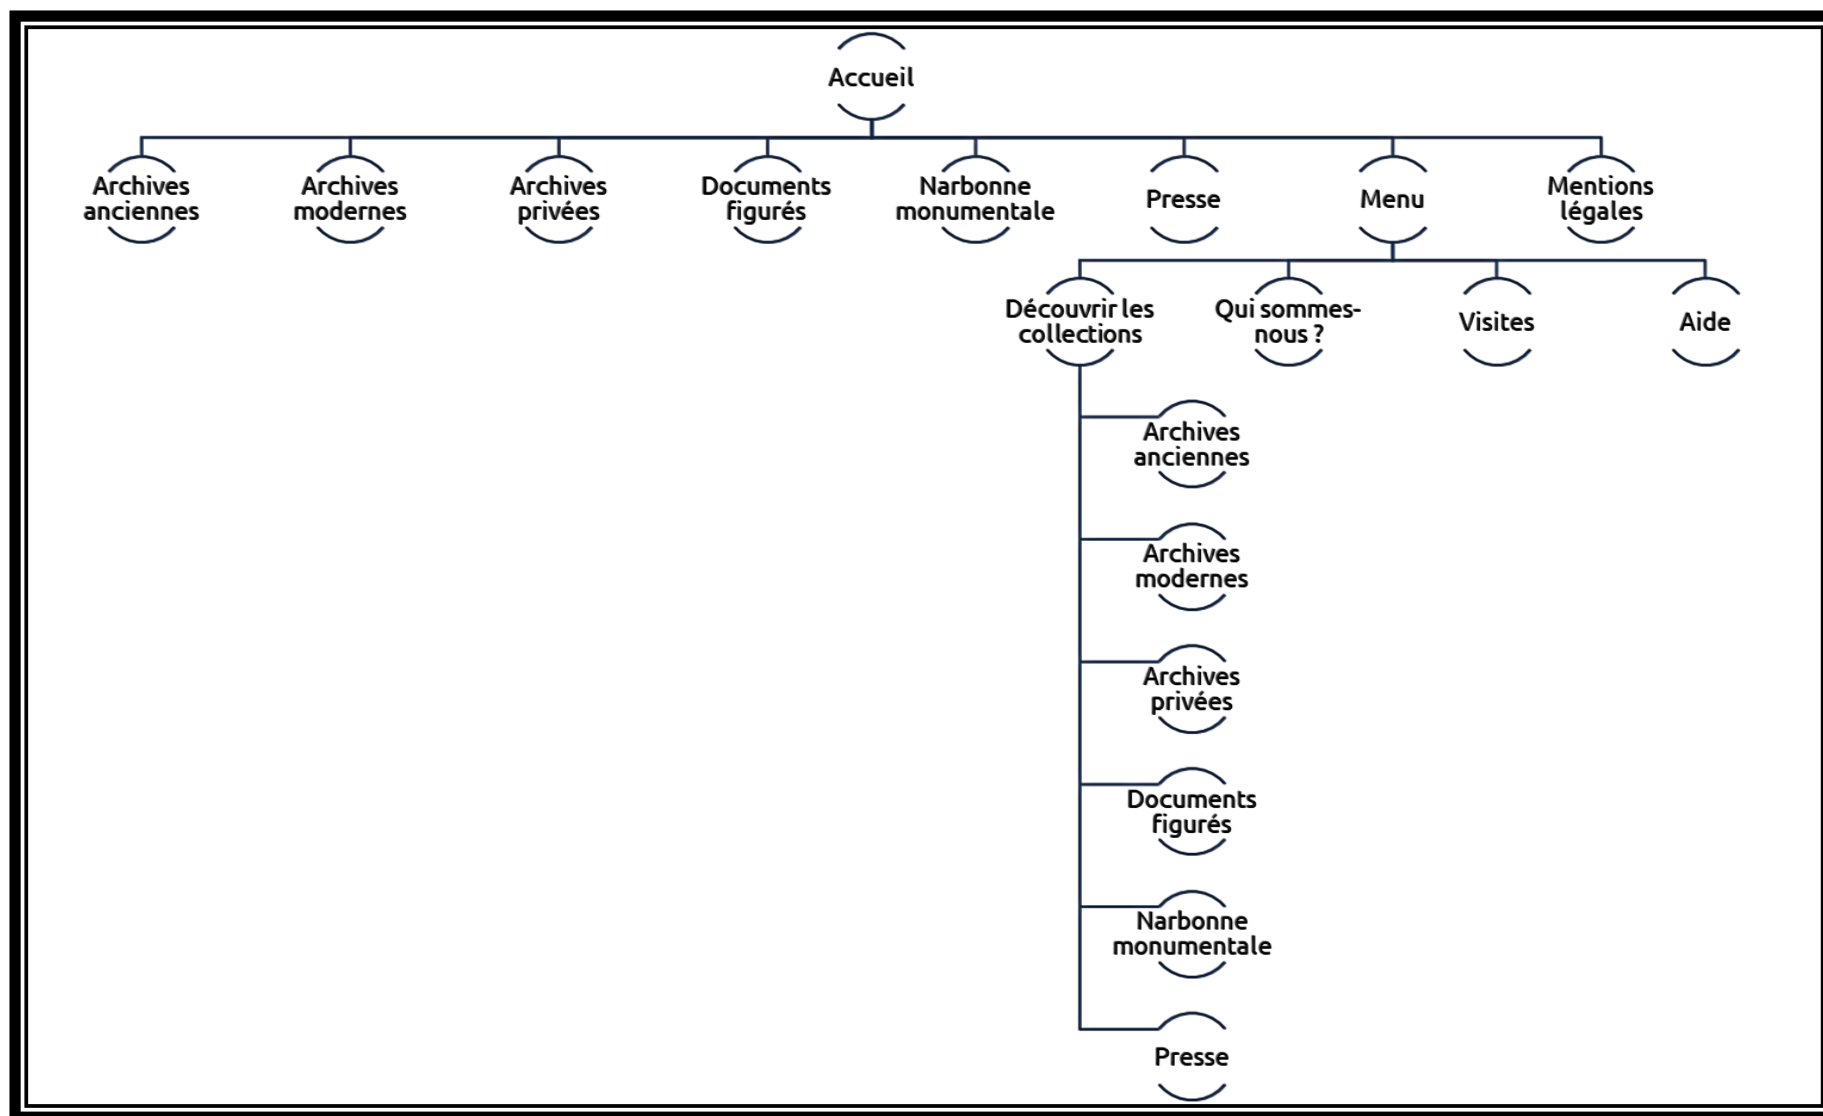 Accueil
Archives
anciennes
Archives
modernes
Archives
privées
Documents
figurés
Narbonne
monumentale
Presse
Menu
Mentions
légales
Découvrir les
collections
Qui sommes-
nous ?
Visites
Aide
Archives
anciennes
Archives
modernes
Archives
privées
Documents
figurés
Narbonne
monumentale
Presse